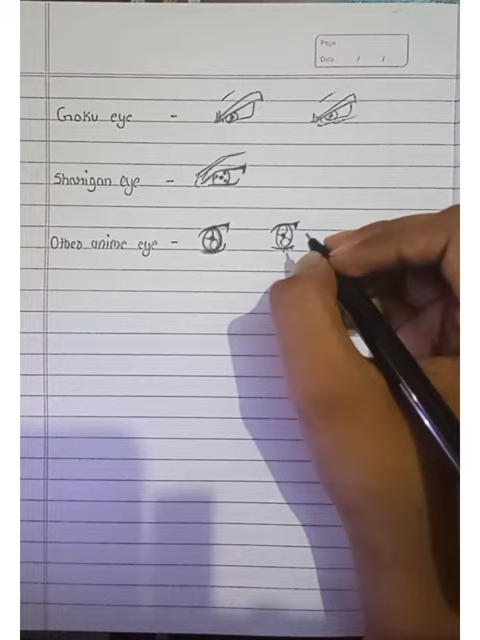 Page
Date / /
Goku eye -
Sharigan eye -
Other anime eye -